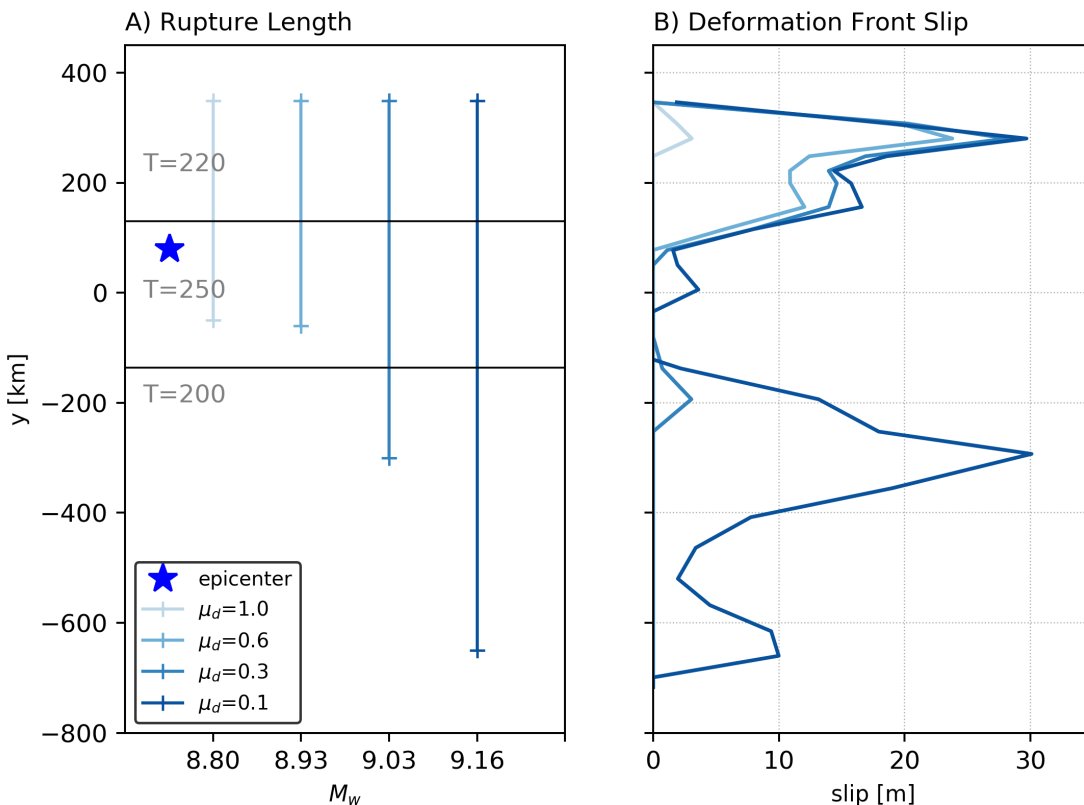 A) Rupture Length
400
200
0
−200
−400
−600
−800
y [km]
T=220
T=250
T=200
epicenter
μd=1.0
μd=0.6
μd=0.3
μd=0.1
8.80 8.93 9.03 9.16
Mw
B) Deformation Front Slip
0 10 20 30
slip [m]